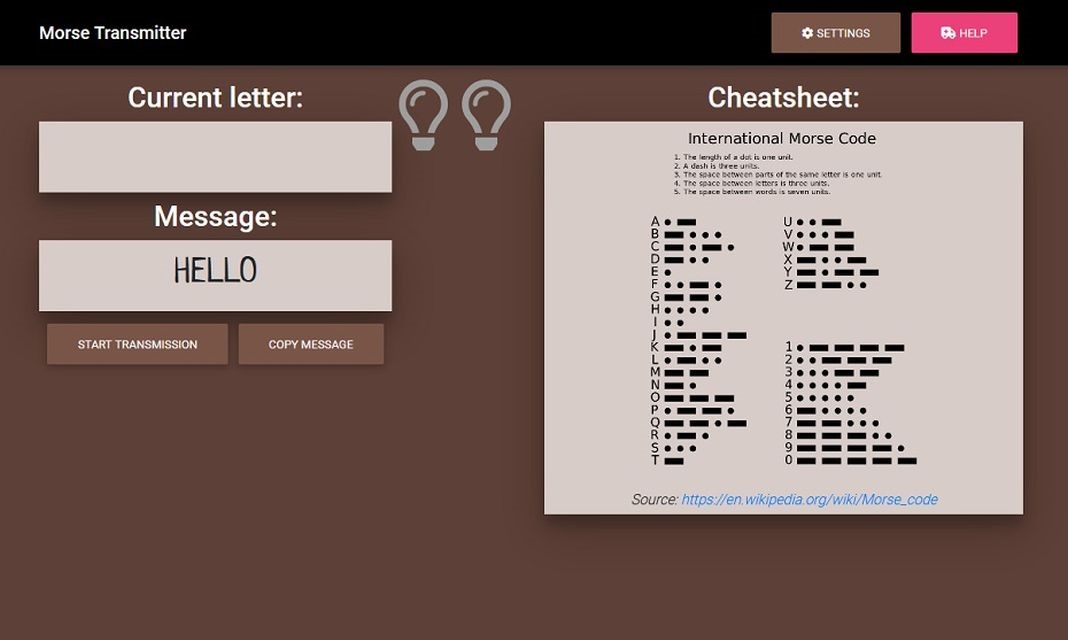 Morse Transmitter
SETTINGS
HELP
Current letter:
Message:
HELLO
START TRANSMISSION
COPY MESSAGE
Cheatsheet:
International Morse Code
1. The length of a dot is one unit.
2. A dash is three units.
3. The space between parts of the same letter is one unit.
4. The space between letters is three units.
5. The space between words is seven units.
A
B
C
D
E
F
G
H
I
J
K
L
M
N
O
P
Q
R
S
T
U
V
W
X
Y
Z
1
2
3
4
5
6
7
8
9
0
Source: https://en.wikipedia.org/wiki/Morse_code